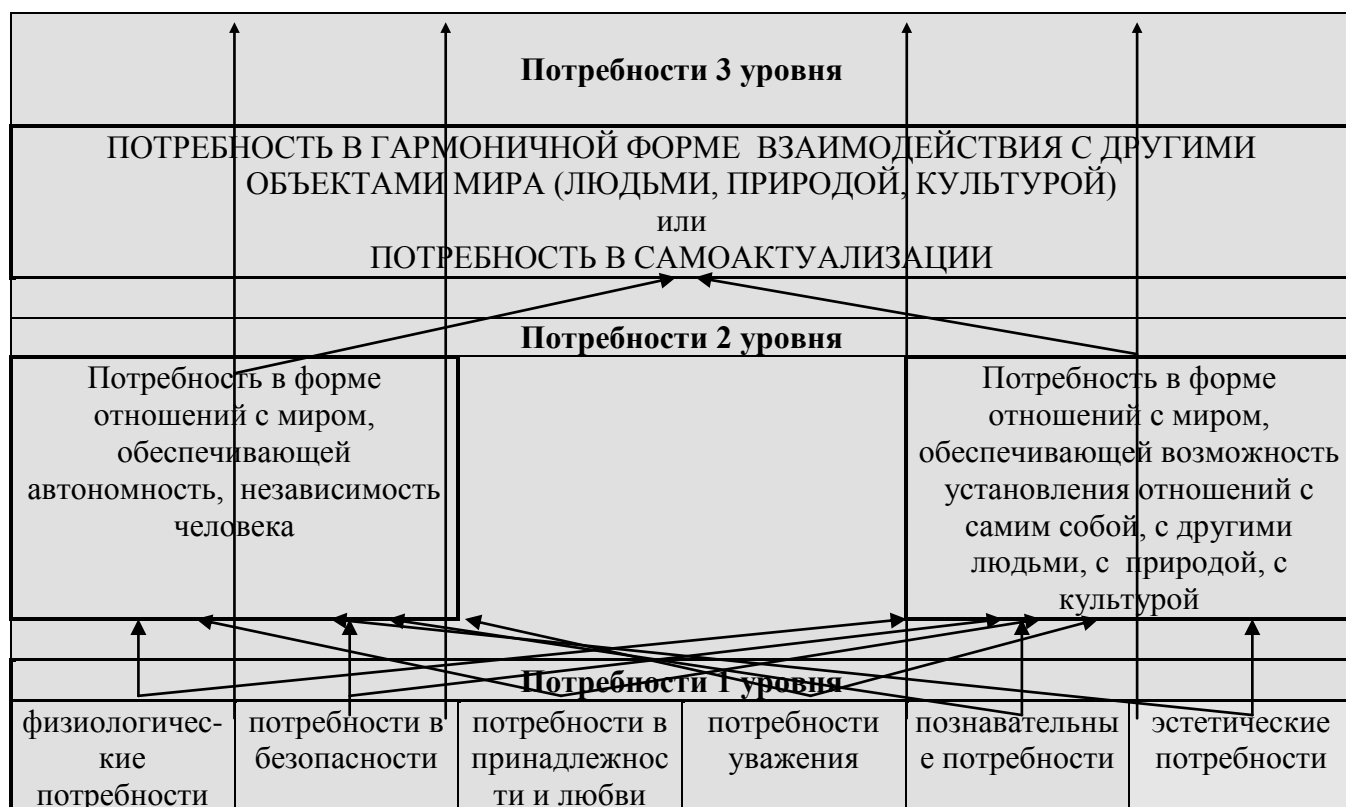 Потребности 3 уровня
ПОТРЕБНОСТЬ В ГАРМОНИЧНОЙ ФОРМЕ ВЗАИМОДЕЙСТВИЯ С ДРУГИМИ
ОБЪЕКТАМИ МИРА (ЛЮДЬМИ, ПРИРОДОЙ, КУЛЬТУРОЙ)
или
ПОТРЕБНОСТЬ В САМОАКТУАЛИЗАЦИИ
Потребности 2 уровня
Потребность в форме
отношений с миром,
обеспечивающей
автономность, независимость
человека
Потребность в форме
отношений с миром,
обеспечивающей возможность
установления отношений с
самим собой, с другими
людьми, с природой, с
культурой
Потребности 1 уровня
физиологичес-
кие
потребности
потребности в
безопасности
потребности в
принадлежнос
ти и любви
потребности
уважения
познавательны
е потребности
эстетические
потребности